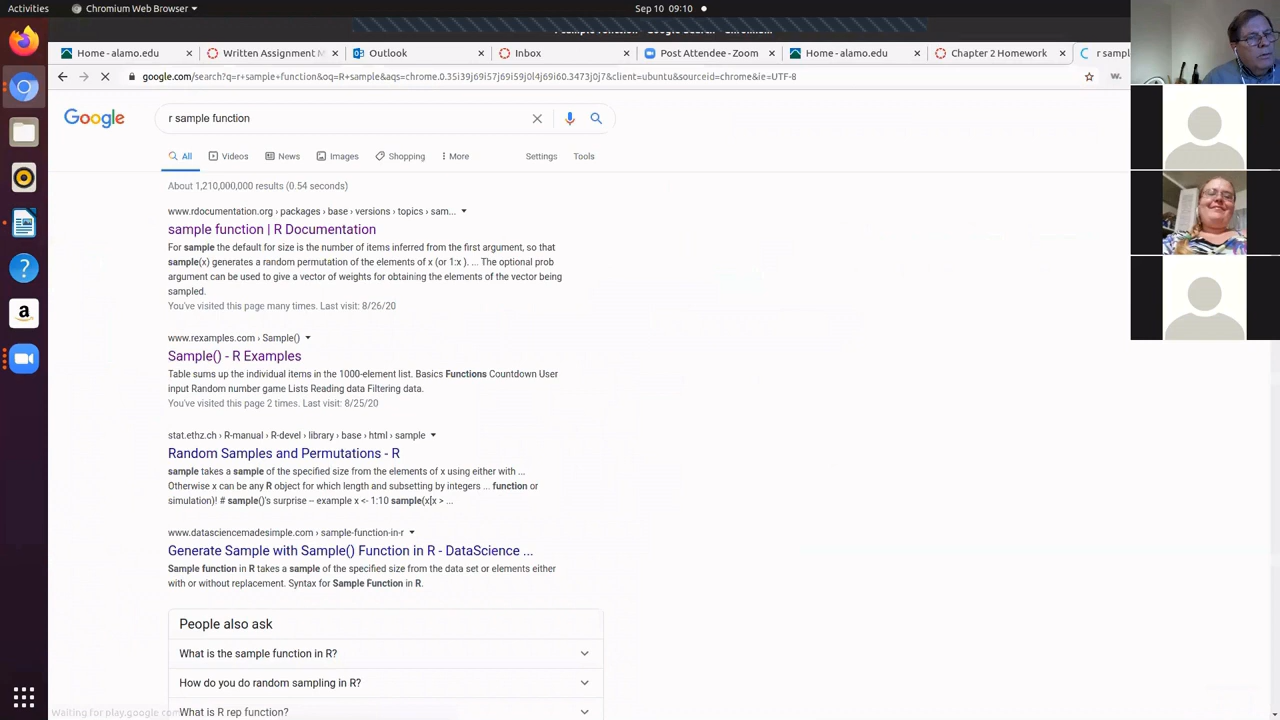 Activities
Chromium Web Browser
Sep 10 09:10
Home - alamo.edu
Written Assignment
Outlook
Inbox
Post Attendee - Zoom
Home - alamo.edu
Chapter 2 Homework
r sampl
google.com/search?q=r+sample+function&oq=R+sample&aqs=chrome.0.35i39j69i57j69i59j0l4j69i60.3473j0j7&client=ubuntu&sourceid=chrome&ie=UTF-8
W.
Google
r sample function
All
Videos
News
Images
Shopping
More
Settings
Tools
About 1,210,000,000 results (0.54 seconds)
www.rdocumentation.org › packages › base › versions › topics › sam...
sample function | R Documentation
For sample the default for size is the number of items inferred from the first argument, so that
sample(x) generates a random permutation of the elements of x (or 1:x ). ... The optional prob
argument can be used to give a vector of weights for obtaining the elements of the vector being
sampled.
You've visited this page many times. Last visit: 8/26/20
www.rexamples.com › Sample()
Sample() - R Examples
Table sums up the individual items in the 1000-element list. Basics Functions Countdown User
input Random number game Lists Reading data Filtering data.
You've visited this page 2 times. Last visit: 8/25/20
stat.ethz.ch › R-manual › R-devel › library › base › html › sample
Random Samples and Permutations - R
sample takes a sample of the specified size from the elements of x using either with ...
Otherwise x can be any R object for which length and subsetting by integers ... function or
simulation)! # sample()'s surprise -- example x <- 1:10 sample(x[x > ...
www.datasciencemadesimple.com › sample-function-in-r
Generate Sample with Sample() Function in R - DataScience ...
Sample function in R takes a sample of the specified size from the data set or elements either
with or without replacement. Syntax for Sample Function in R.
People also ask
What is the sample function in R?
How do you do random sampling in R?
What is R rep function?
Waiting for play.google.com